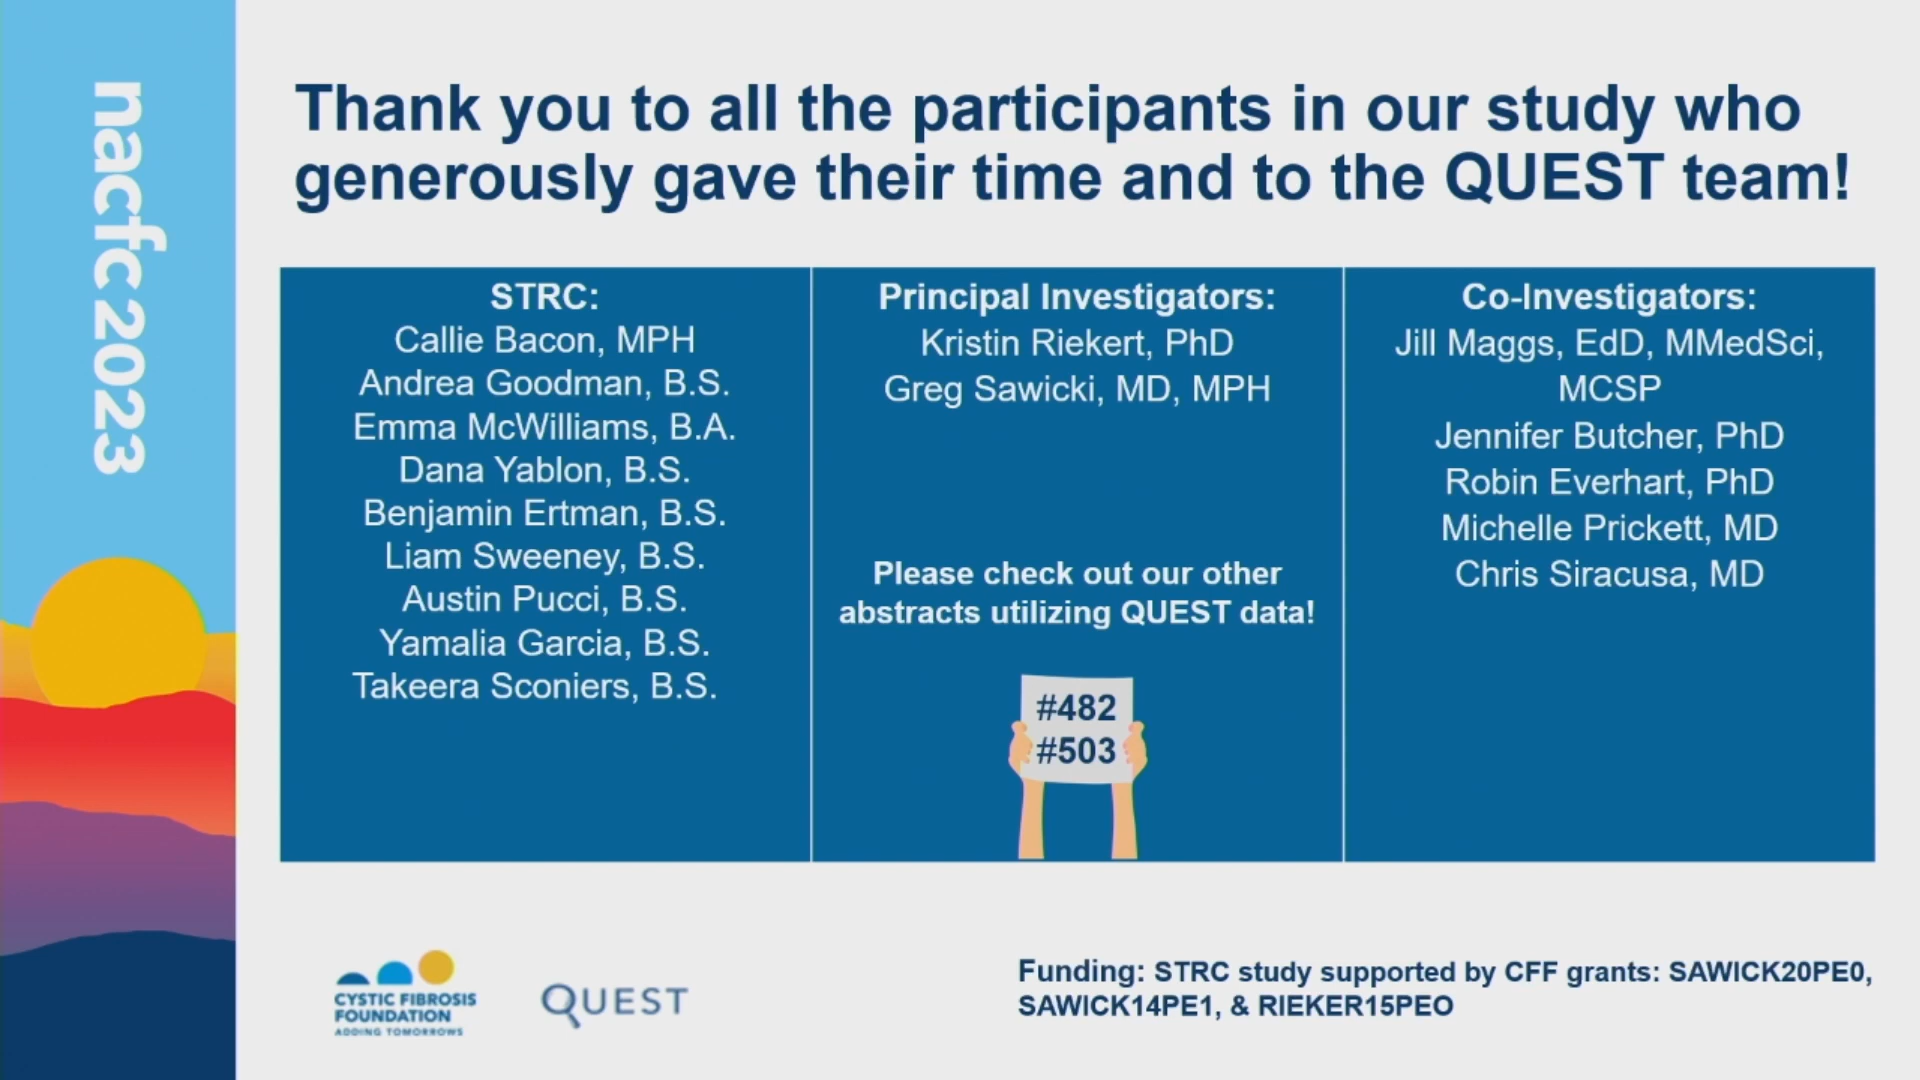 nacfc 2023
Thank you to all the participants in our study who
generously gave their time and to the QUEST team!
STRC:
Callie Bacon, MPH
Andrea Goodman, B.S.
Emma McWilliams, B.A.
Dana Yablon, B.S.
Benjamin Ertman, B.S.
Liam Sweeney, B.S.
Austin Pucci, B.S.
Yamalia Garcia, B.S.
Takeera Sconiers, B.S.
Principal Investigators:
Kristin Riekert, PhD
Greg Sawicki, MD, MPH
Please check out our other
abstracts utilizing QUEST data!
#482
#503
Co-Investigators:
Jill Maggs, EdD, MMedSci,
MCSP
Jennifer Butcher, PhD
Robin Everhart, PhD
Michelle Prickett, MD
Chris Siracusa, MD
CYSTIC FIBROSIS
FOUNDATION
ADDING TOMORROWS
QUEST
Funding: STRC study supported by CFF grants: SAWICK20PE0,
SAWICK14PE1, & RIEKER15PEO